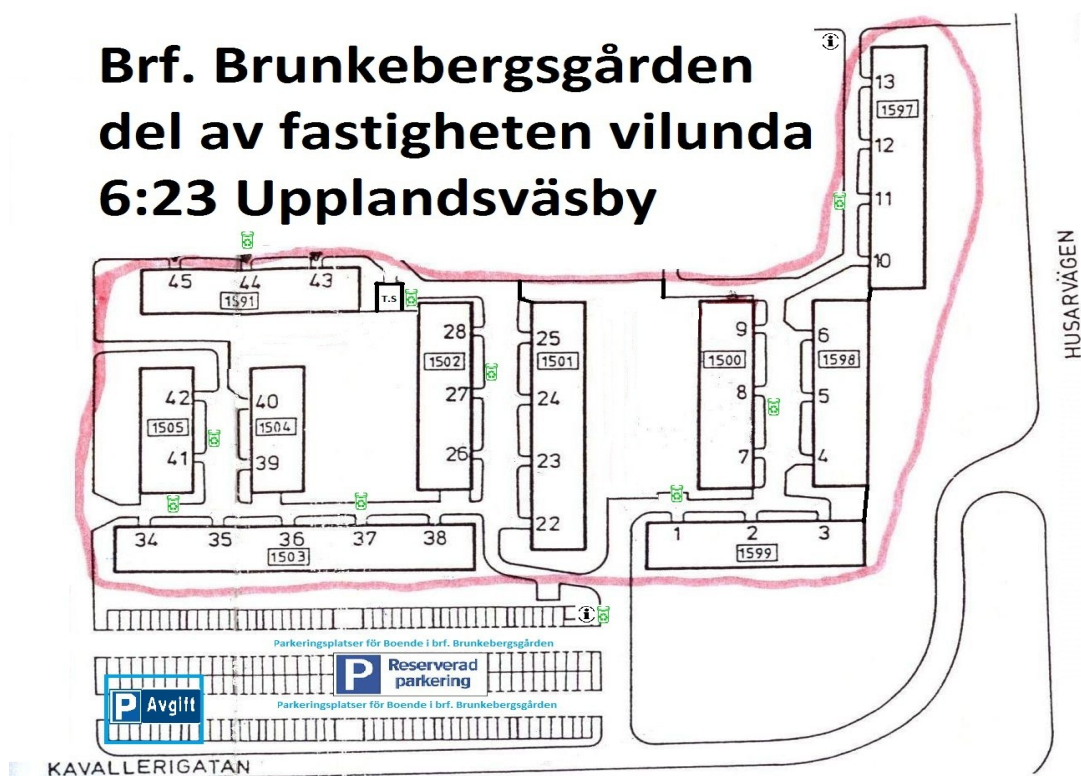 Brf. Brunkebergsgården
del av fastigheten vilunda
6:23 Upplandsväsby
i
13
1597
12
11
10
HUSARVÄGEN
45 44 43
1591
T.S
28
1502
27
26
25
1501
24
23
22
9
1500
8
7
6
1598
5
4
42
1505
41
40
1504
39
34 35 36 37 38
1503
1 2 3
1599
i
Parkeringsplatser för Boende i brf. Brunkebergsgården
P Reserverad
parkering
Parkeringsplatser för Boende i brf. Brunkebergsgården
P Avgift
KAVALLERIGATAN